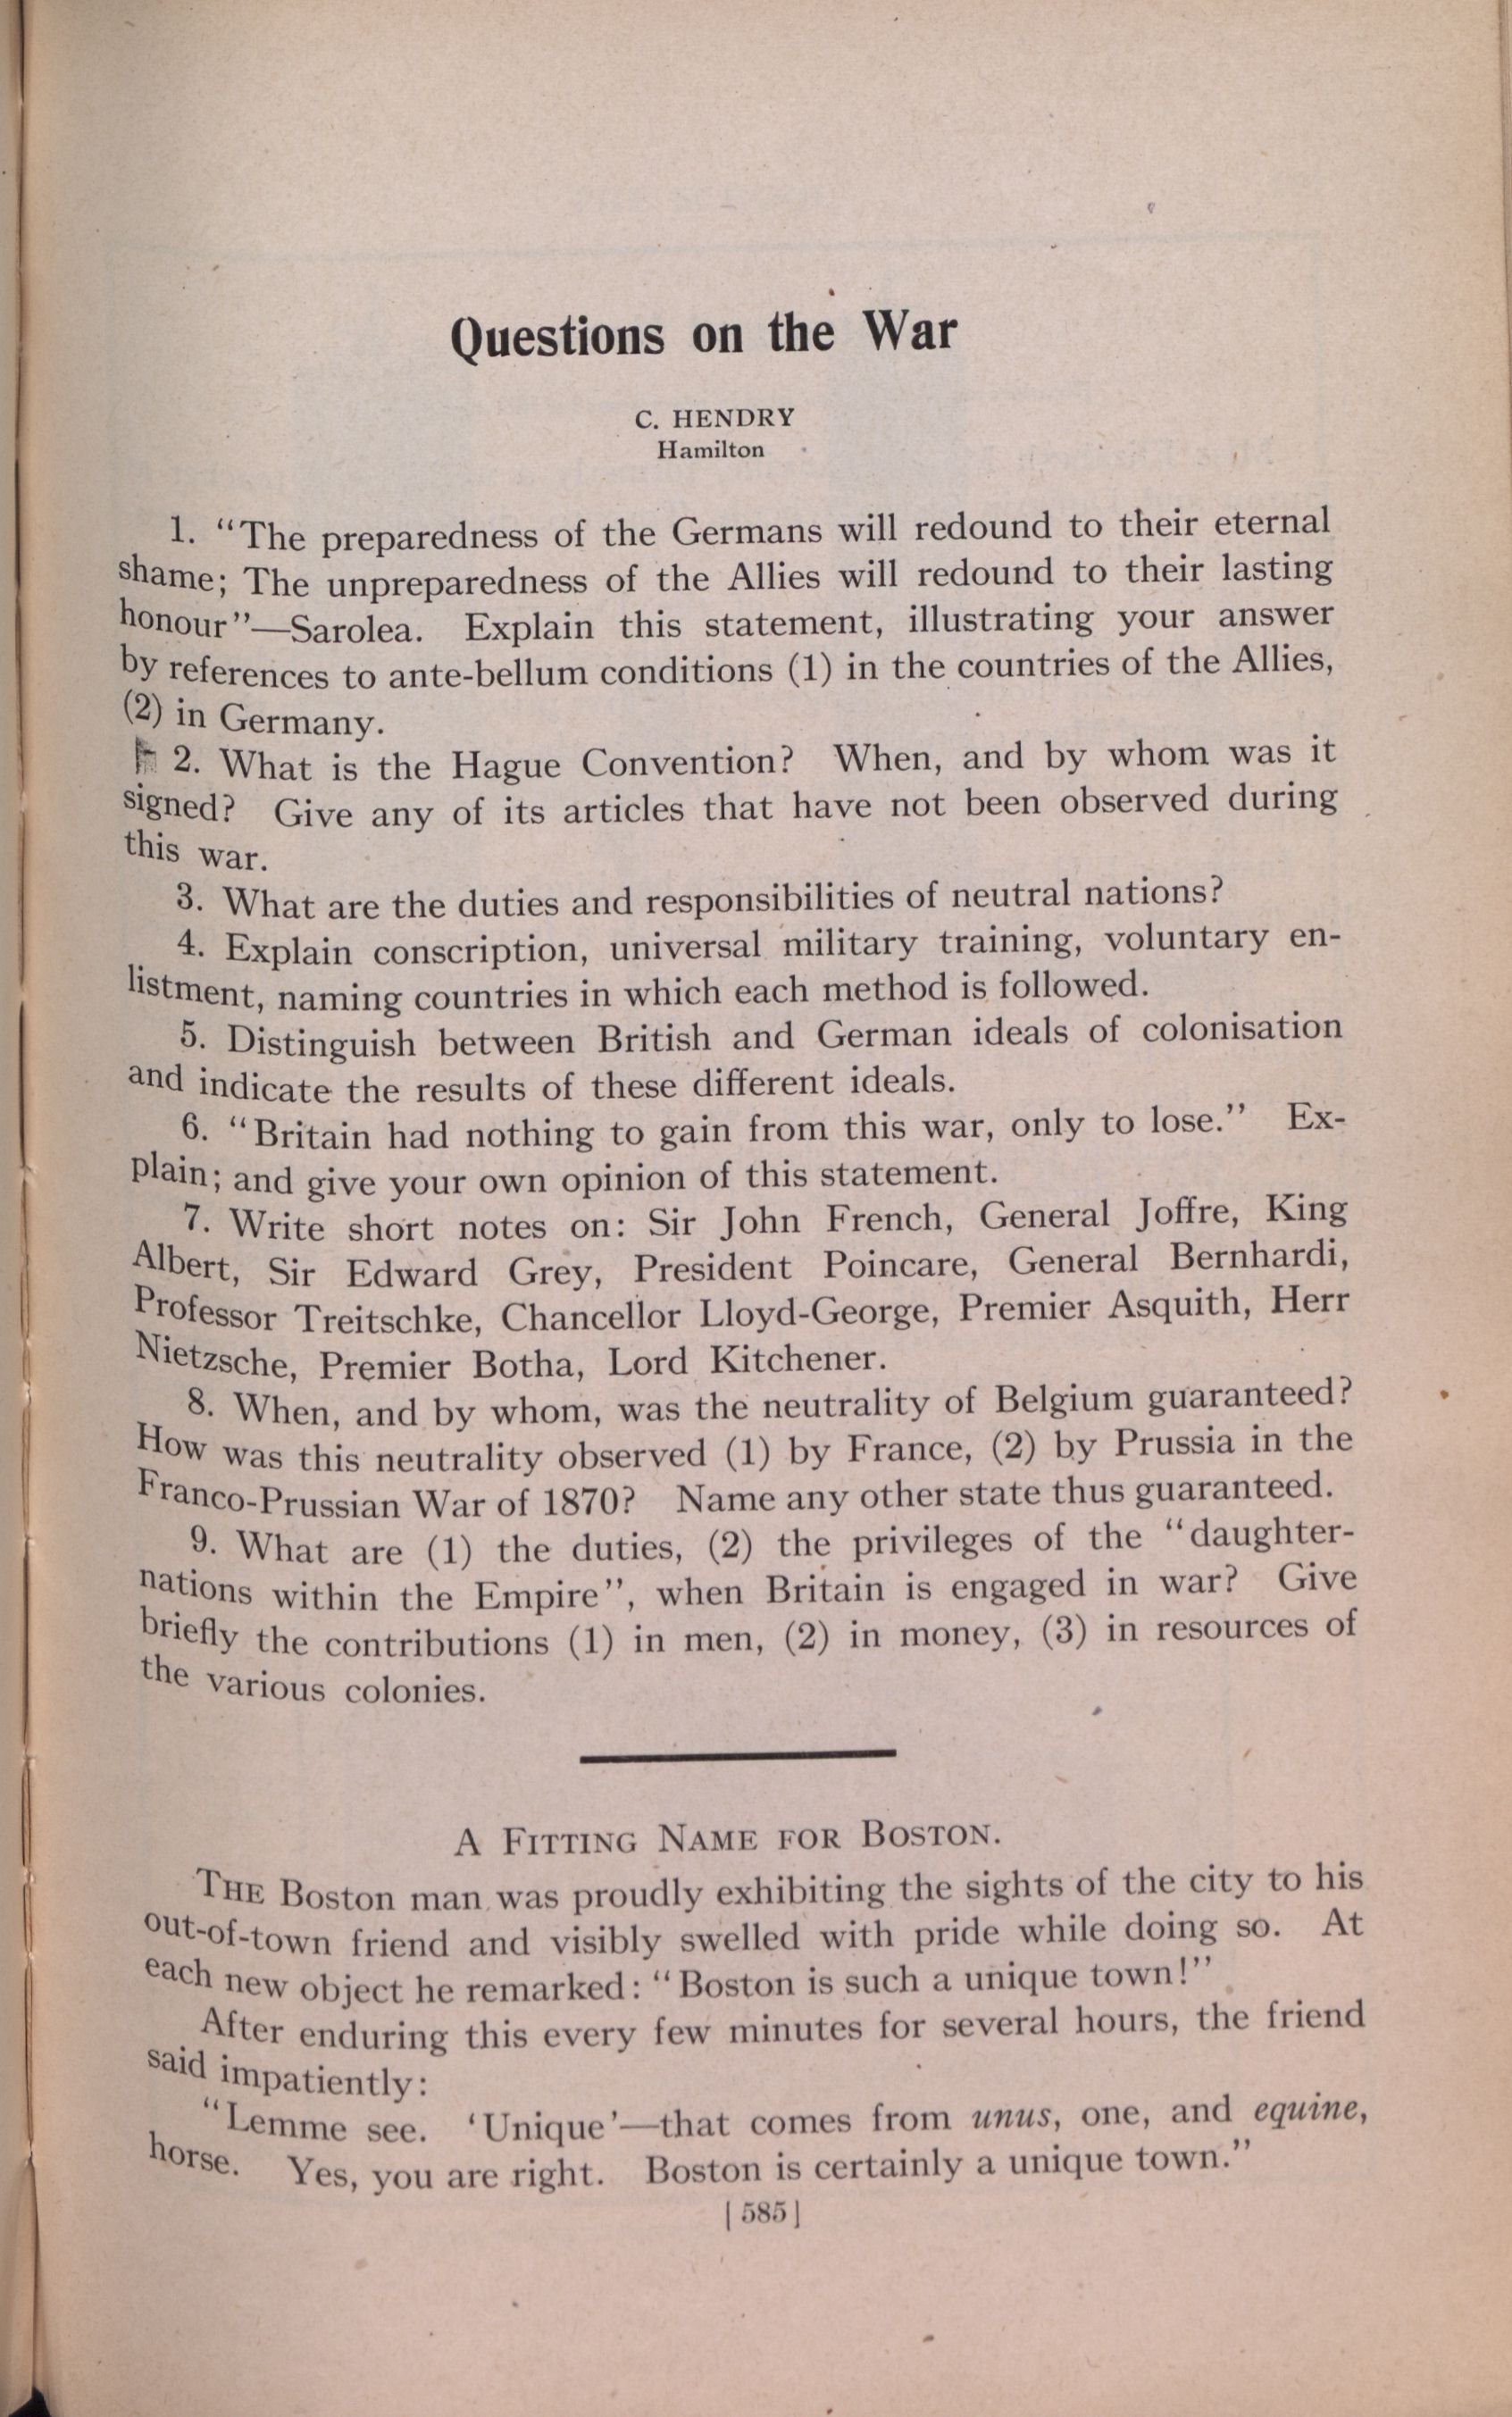 Questions on the War
C. HENDRY
Hamilton
1. "The preparedness of the Germans will redound to their eternal
shame; The unpreparedness of the Allies will redound to their lasting
honour"—Sarolea. Explain this statement, illustrating your answer
by references to ante-bellum conditions (1) in the countries of the Allies,
(2) in Germany.
2. What is the Hague Convention? When, and by whom was it
signed? Give any of its articles that have not been observed during
this war.
3. What are the duties and responsibilities of neutral nations?
4. Explain conscription, universal military training, voluntary en-
listment, naming countries in which each method is followed.
5. Distinguish between British and German ideals of colonisation
and indicate the results of these different ideals.
6. "Britain had nothing to gain from this war, only to lose." Ex-
plain; and give your own opinion of this statement.
7. Write short notes on: Sir John French, General Joffre, King
Albert, Sir Edward Grey, President Poincare, General Bernhardi,
Professor Treitschke, Chancellor Lloyd-George, Premier Asquith, Herr
Nietzsche, Premier Botha, Lord Kitchener.
8. When, and by whom, was the neutrality of Belgium guaranteed?
How was this neutrality observed (1) by France, (2) by Prussia in the
Franco-Prussian War of 1870? Name any other state thus guaranteed.
9. What are (1) the duties, (2) the privileges of the "daughter-
nations within the Empire", when Britain is engaged in war? Give
briefly the contributions (1) in men, (2) in money, (3) in resources of
the various colonies.
A FITTING NAME FOR BOSTON.
THE Boston man was proudly exhibiting the sights of the city to his
out-of-town friend and visibly swelled with pride while doing so. At
each new object he remarked: "Boston is such a unique town!"
After enduring this every few minutes for several hours, the friend
said impatiently:
"Lemme see. 'Unique'—that comes from unus, one, and equine,
horse. Yes, you are right. Boston is certainly a unique town."
[585]